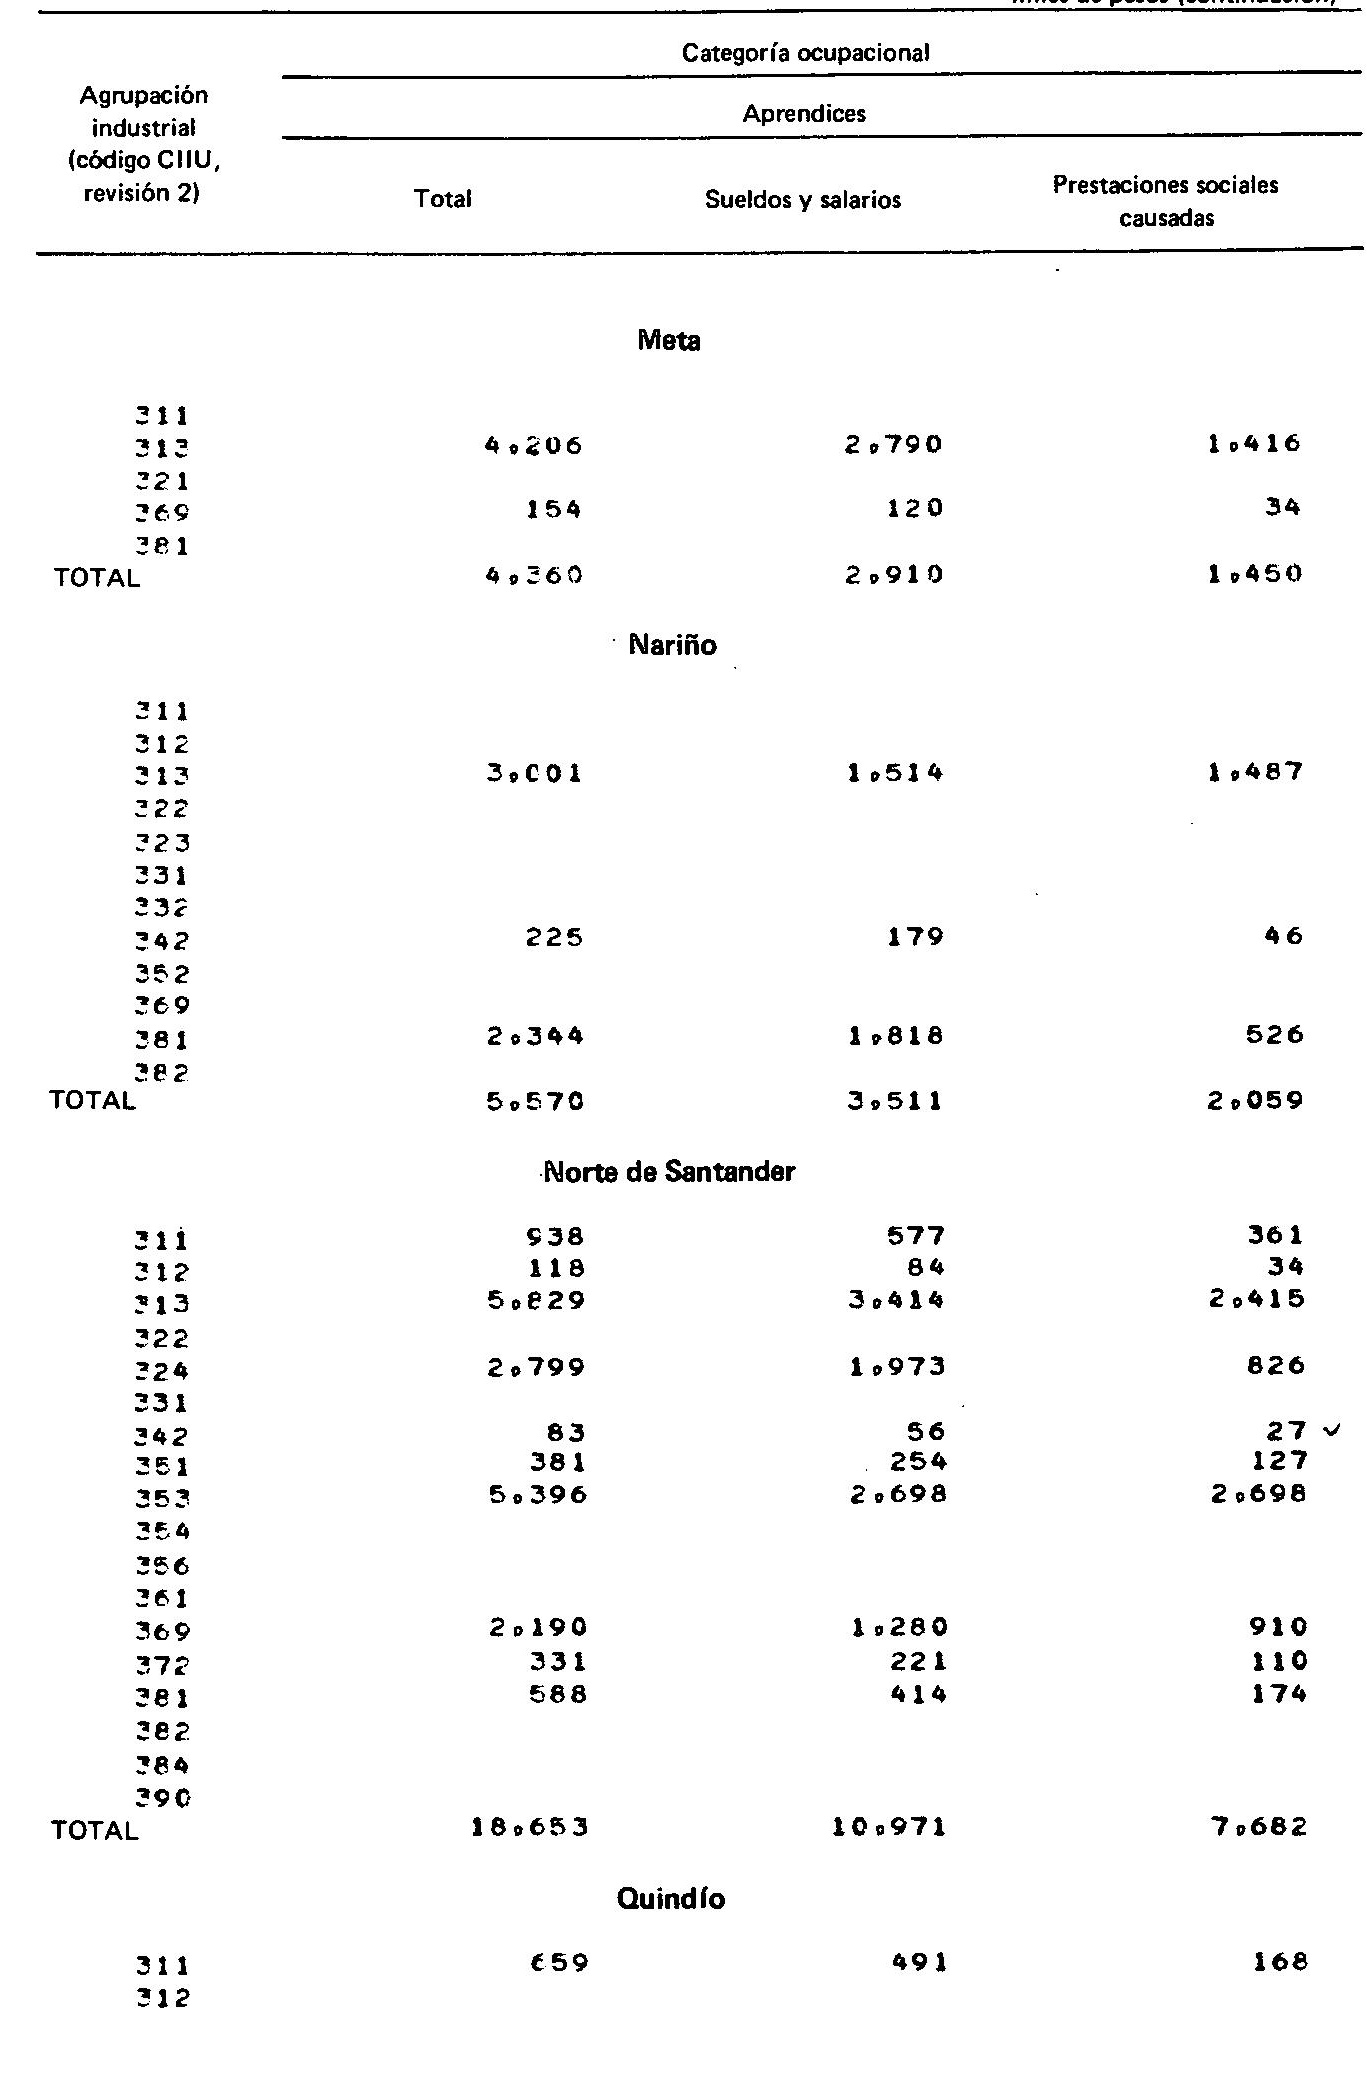 miles de pesos (continuación)
Categoría ocupacional
Agrupación industrial (código CIIU, revisión 2)
Aprendices
Total Sueldos y salarios Prestaciones sociales causadas
Meta
311
313 4,206 2,790 1,416
321
369 154 120 34
381
TOTAL 4,360 2,910 1,450
Nariño
311
312
313 3,001 1,514 1,487
322
323
331
332
342 225 179 46
352
369
381 2,344 1,818 526
382
TOTAL 5,570 3,511 2,059
Norte de Santander
311 938 577 361
312 118 84 34
313 5,829 3,414 2,415
322
324 2,799 1,973 826
331
342 83 56 27
351 381 254 127
353 5,396 2,698 2,698
354
356
361
369 2,190 1,280 910
372 331 221 110
381 588 414 174
382
384
390
TOTAL 18,653 10,971 7,682
Quindío
311 659 491 168
312